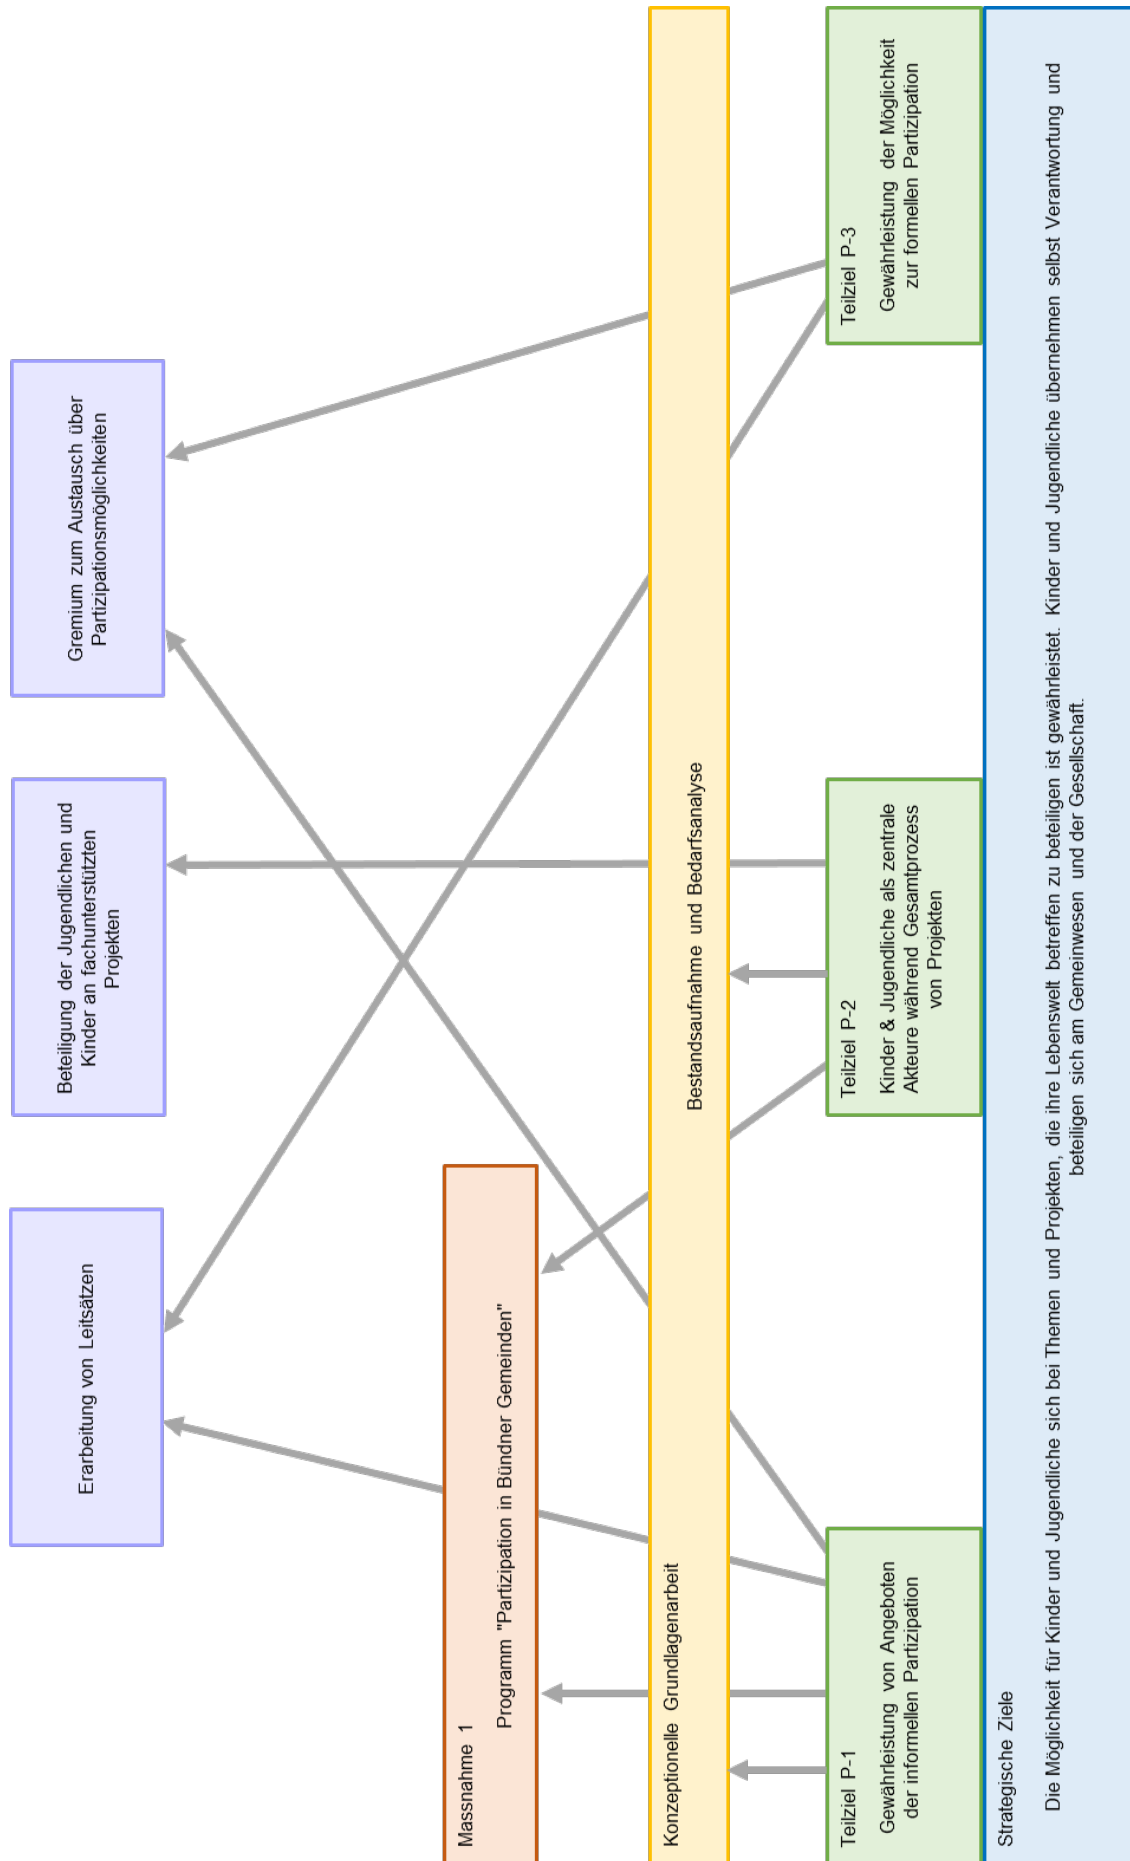 Erarbeitung von Leitsätzen
Beteiligung der Jugendlichen und
Kinder an fachunterstützten
Projekten
Gremium zum Austausch über
Partizipationsmöglichkeiten
Massnahme 1
Programm "Partizipation in Bündner Gemeinden"
Konzeptionelle Grundlagenarbeit
Bestandsaufnahme und Bedarfsanalyse
Teilziel P-1
Gewährleistung von Angeboten
der informellen Partizipation
Teilziel P-2
Kinder & Jugendliche als zentrale
Akteure während Gesamtprozess
von Projekten
Teilziel P-3
Gewährleistung der Möglichkeit
zur formellen Partizipation
Strategische Ziele
Die Möglichkeit für Kinder und Jugendliche sich bei Themen und Projekten, die ihre Lebenswelt betreffen zu beteiligen ist gewährleistet. Kinder und Jugendliche übernehmen selbst Verantwortung und
beteiligen sich am Gemeinwesen und der Gesellschaft.